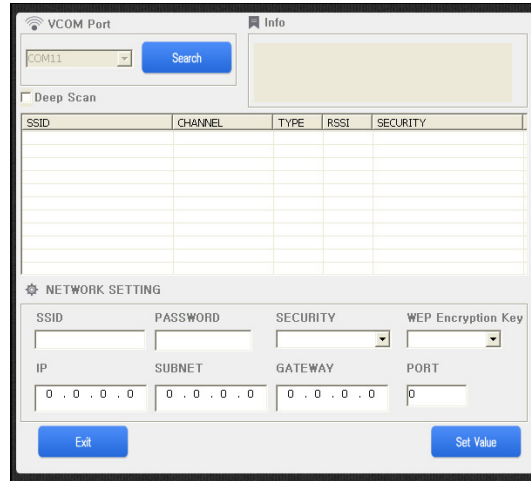 VCOM Port
Info
COM11
Search
Deep Scan
SSID CHANNEL TYPE RSSI SECURITY
NETWORK SETTING
SSID PASSWORD SECURITY WEP Encryption Key
IP SUBNET GATEWAY PORT
0 . 0 . 0 . 0 0 . 0 . 0 . 0 0 . 0 . 0 . 0 0
Exit Set Value